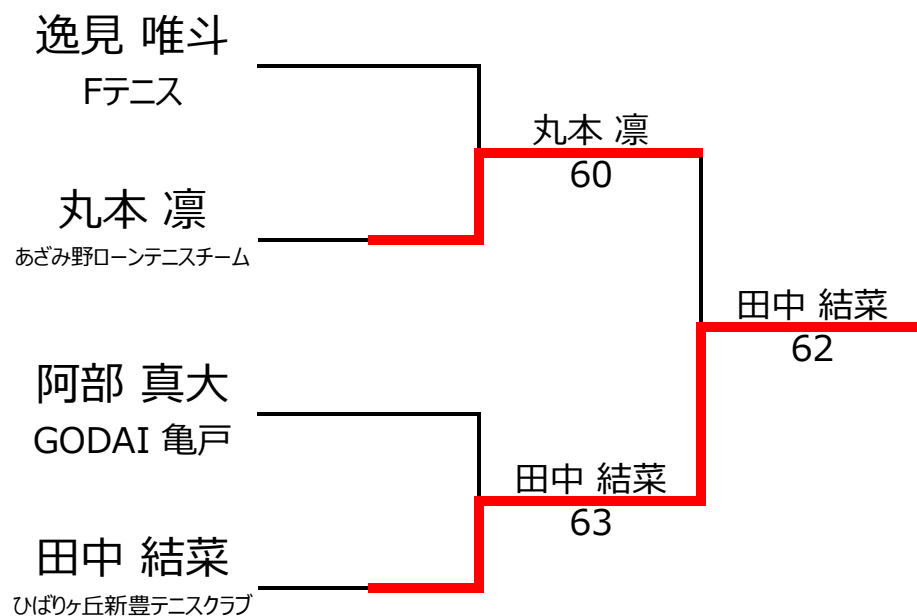 逸見 唯斗
Fテニス
丸本 凛
60
丸本 凛
あざみ野ローンテニスチーム
田中 結菜
62
阿部 真大
GODAI 亀戸
田中 結菜
63
田中 結菜
ひばりヶ丘新豊テニスクラブ